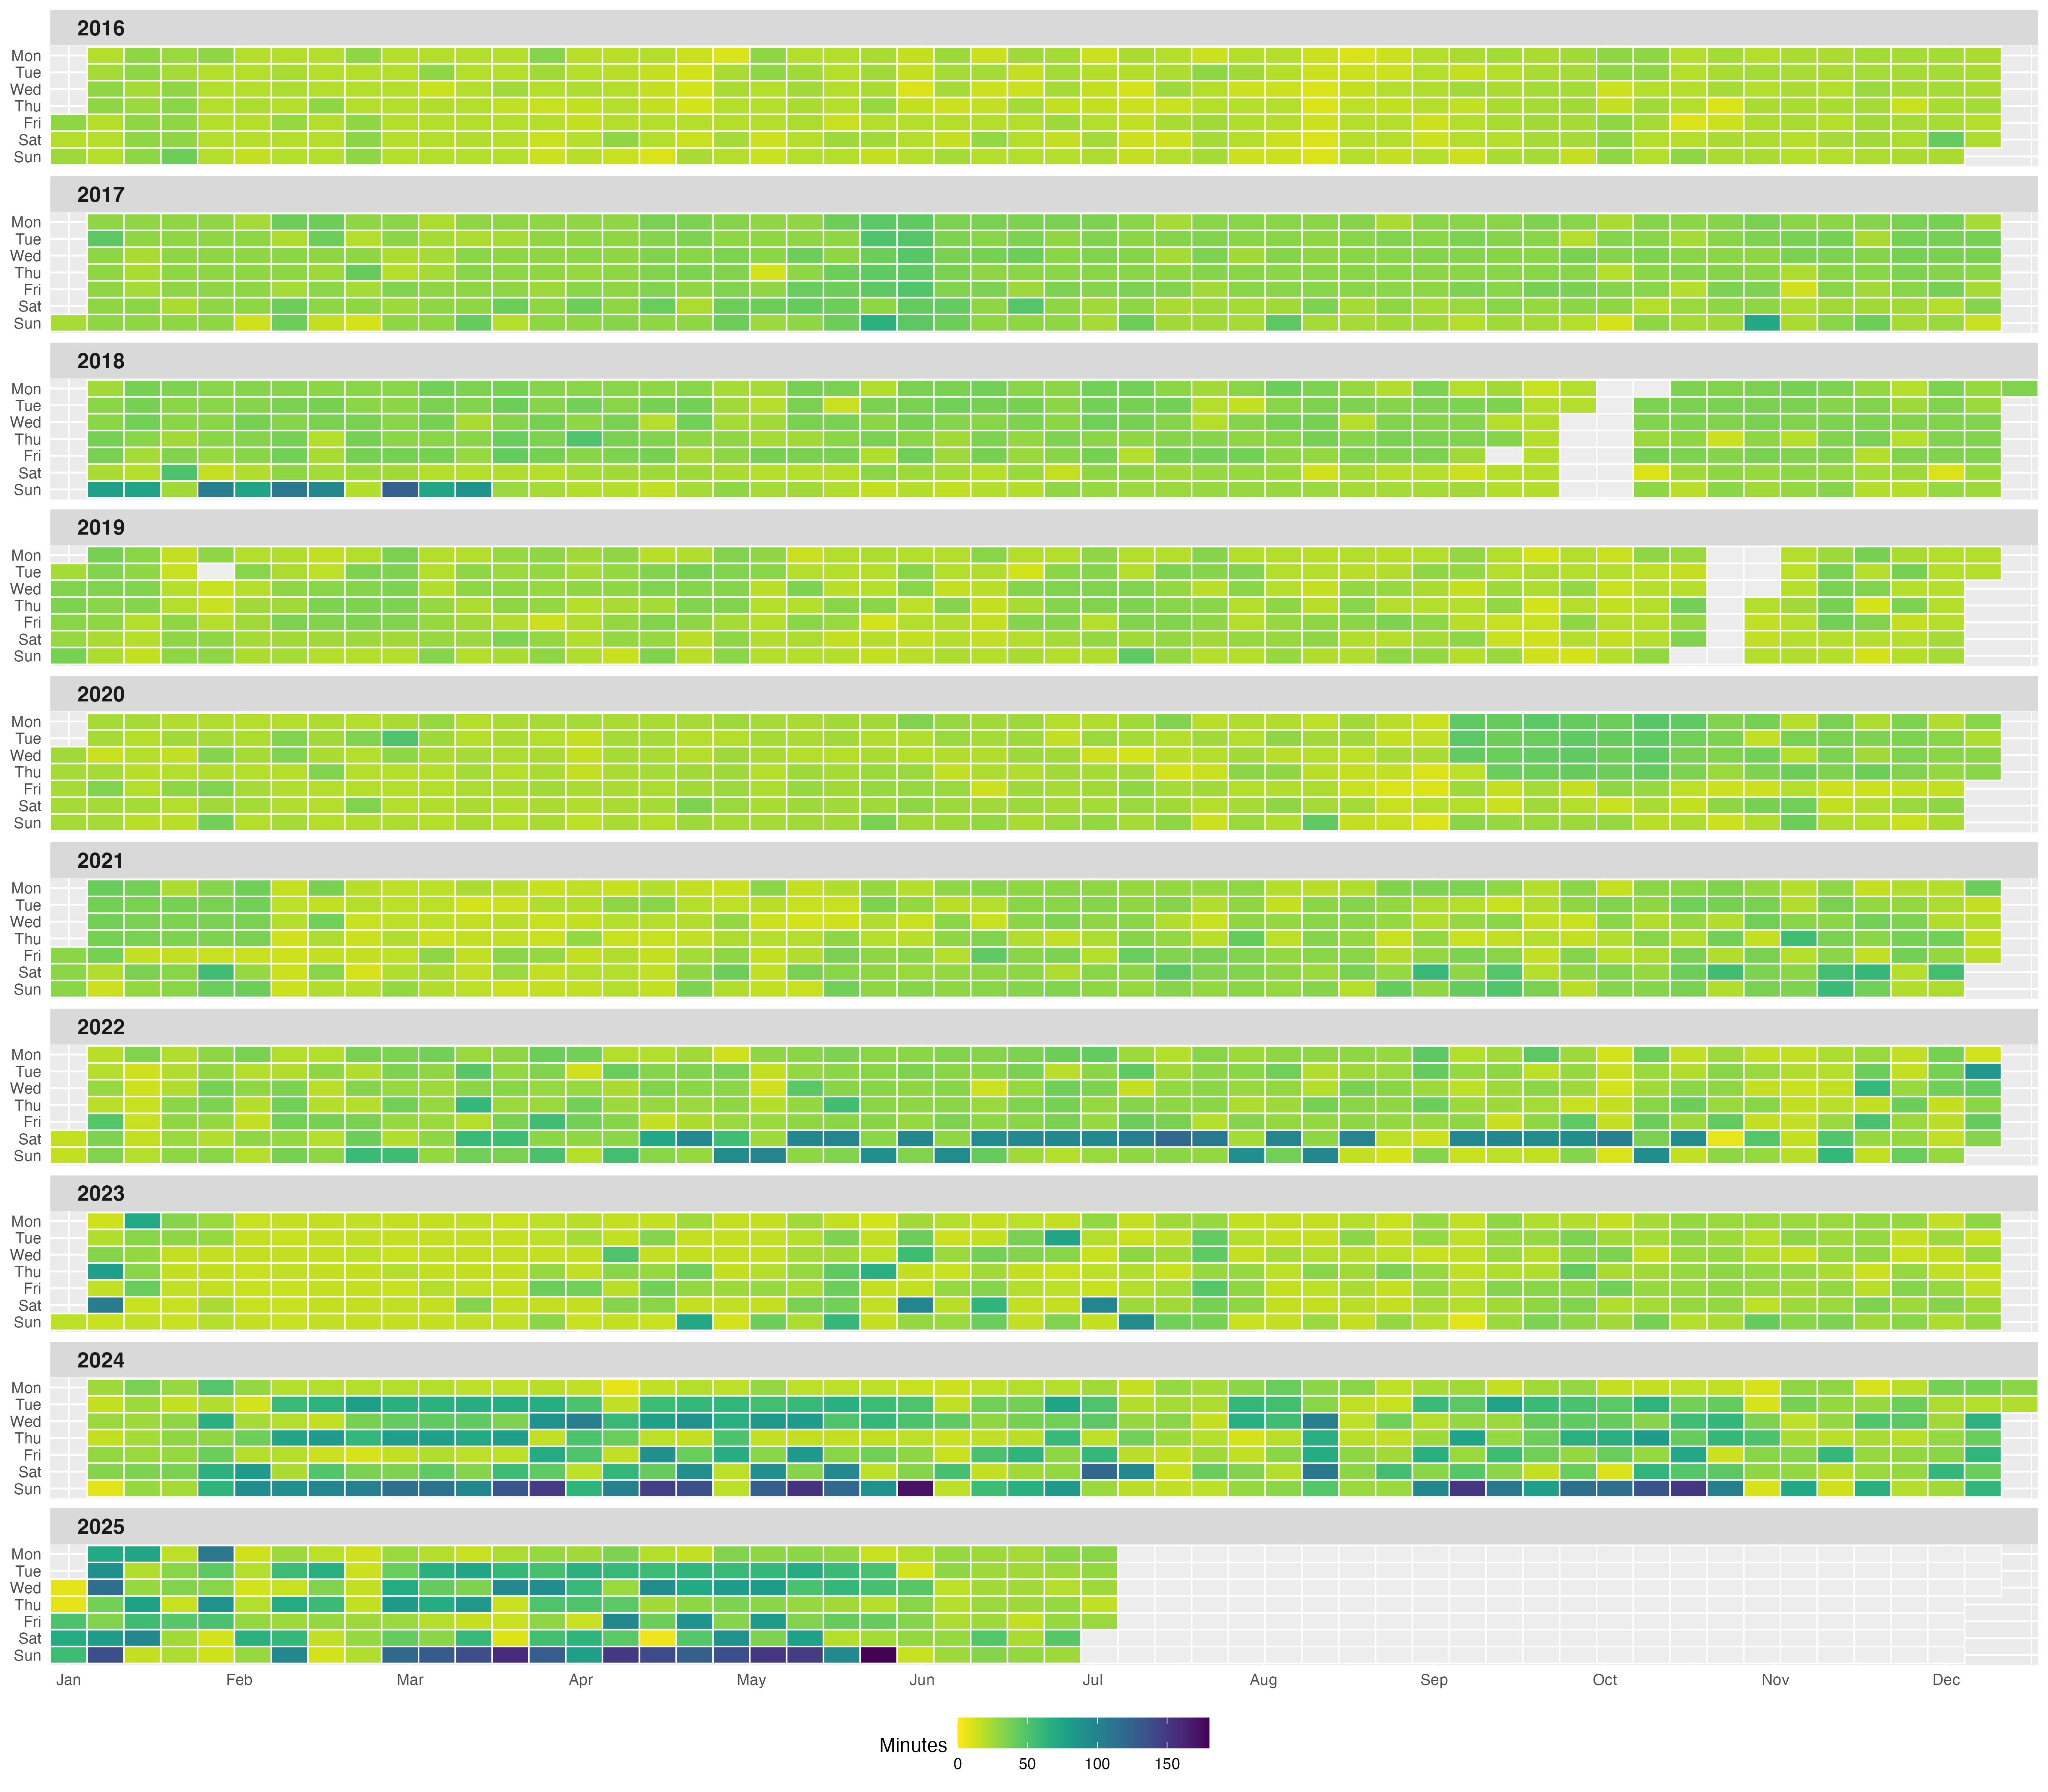 2016
Mon
Tue
Wed
Thu
Fri
Sat
Sun
2017
Mon
Tue
Wed
Thu
Fri
Sat
Sun
2018
Mon
Tue
Wed
Thu
Fri
Sat
Sun
2019
Mon
Tue
Wed
Thu
Fri
Sat
Sun
2020
Mon
Tue
Wed
Thu
Fri
Sat
Sun
2021
Mon
Tue
Wed
Thu
Fri
Sat
Sun
2022
Mon
Tue
Wed
Thu
Fri
Sat
Sun
2023
Mon
Tue
Wed
Thu
Fri
Sat
Sun
2024
Mon
Tue
Wed
Thu
Fri
Sat
Sun
2025
Mon
Tue
Wed
Thu
Fri
Sat
Sun
Jan Feb Mar Apr May Jun Jul Aug Sep Oct Nov Dec
Minutes
0 50 100 150